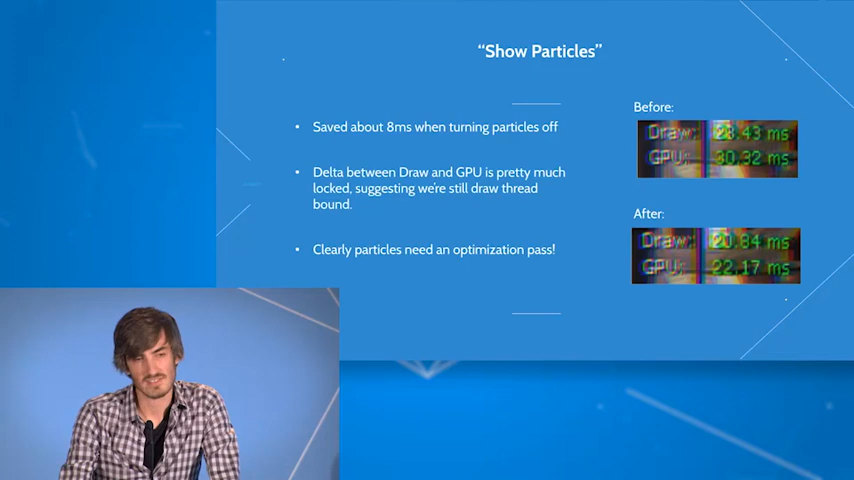 “Show Particles”
• Saved about 8ms when turning particles off
• Delta between Draw and GPU is pretty much
locked, suggesting we're still draw thread
bound.
• Clearly particles need an optimization pass!
Before:
Draw: 28.43 ms
GPU: 30.32 ms
After:
Draw: 20.84 ms
GPU: 22.17 ms